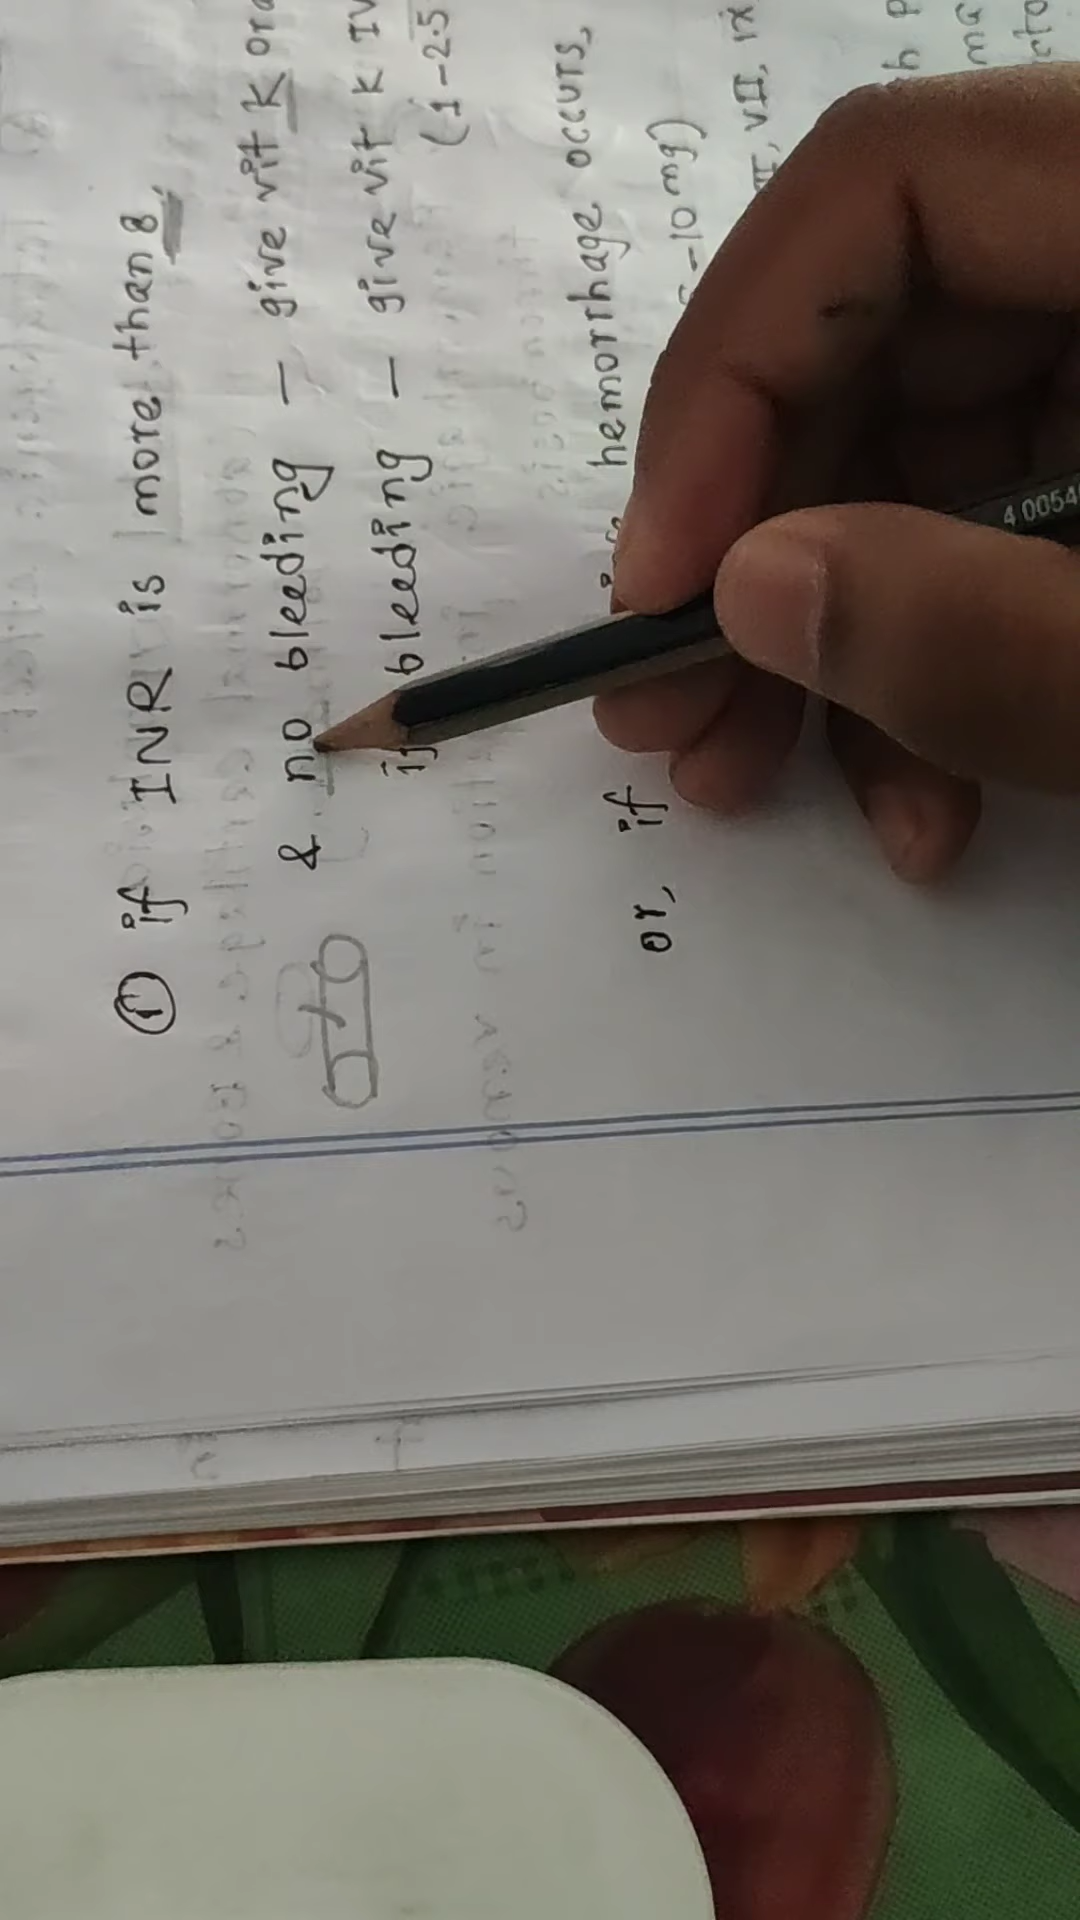 ① if INR is more than 8,
& no bleeding – give vit K ora
bleeding – give vit K IV
(1-2.5
or, if hemorrhage occurs,
-10 mg)
, VII, IX
4 0054